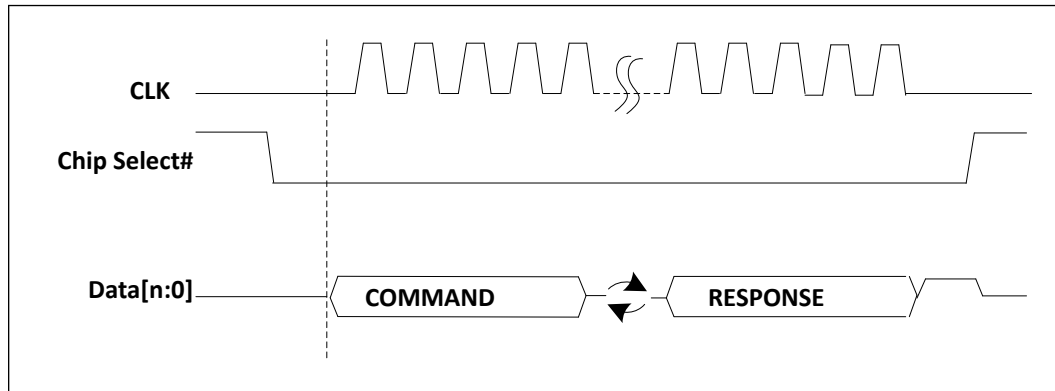 CLK
Chip Select#
Data[n:0]
COMMAND
RESPONSE